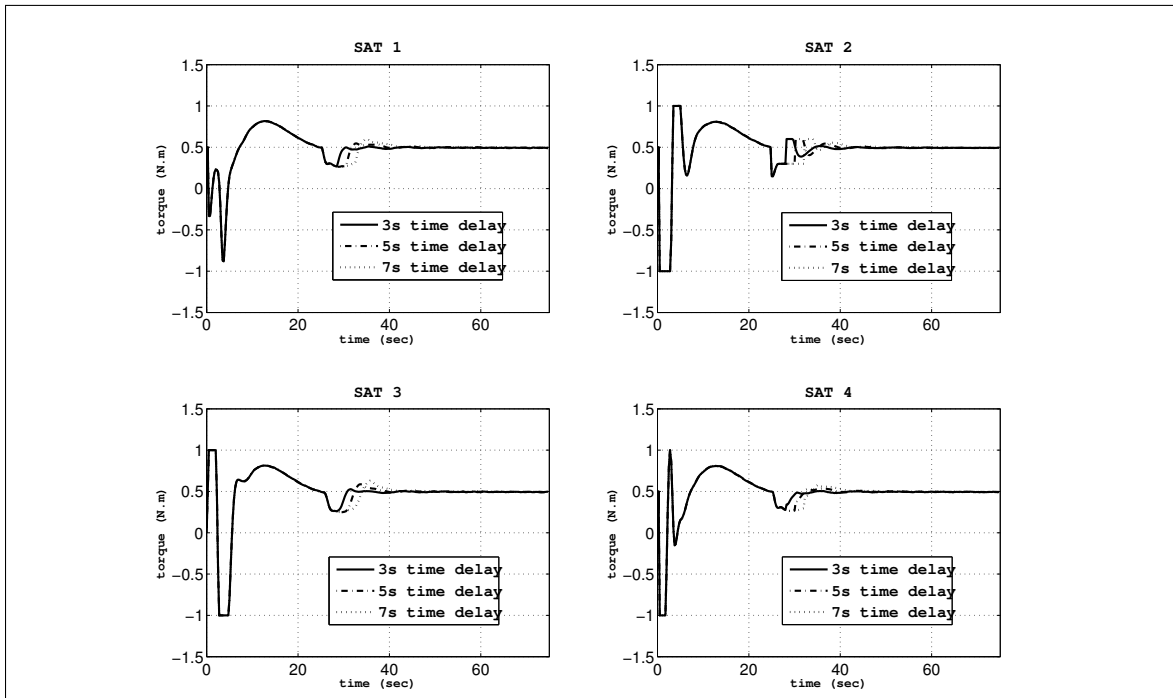 SAT 1
1.5
1
0.5
0
−0.5
−1
−1.5
torque (N.m)
3s time delay
5s time delay
7s time delay
0
20
40
60
time (sec)
SAT 2
1.5
1
0.5
0
−0.5
−1
−1.5
torque (N.m)
3s time delay
5s time delay
7s time delay
0
20
40
60
time (sec)
SAT 3
1.5
1
0.5
0
−0.5
−1
−1.5
torque (N.m)
3s time delay
5s time delay
7s time delay
0
20
40
60
time (sec)
SAT 4
1.5
1
0.5
0
−0.5
−1
−1.5
torque (N.m)
3s time delay
5s time delay
7s time delay
0
20
40
60
time (sec)